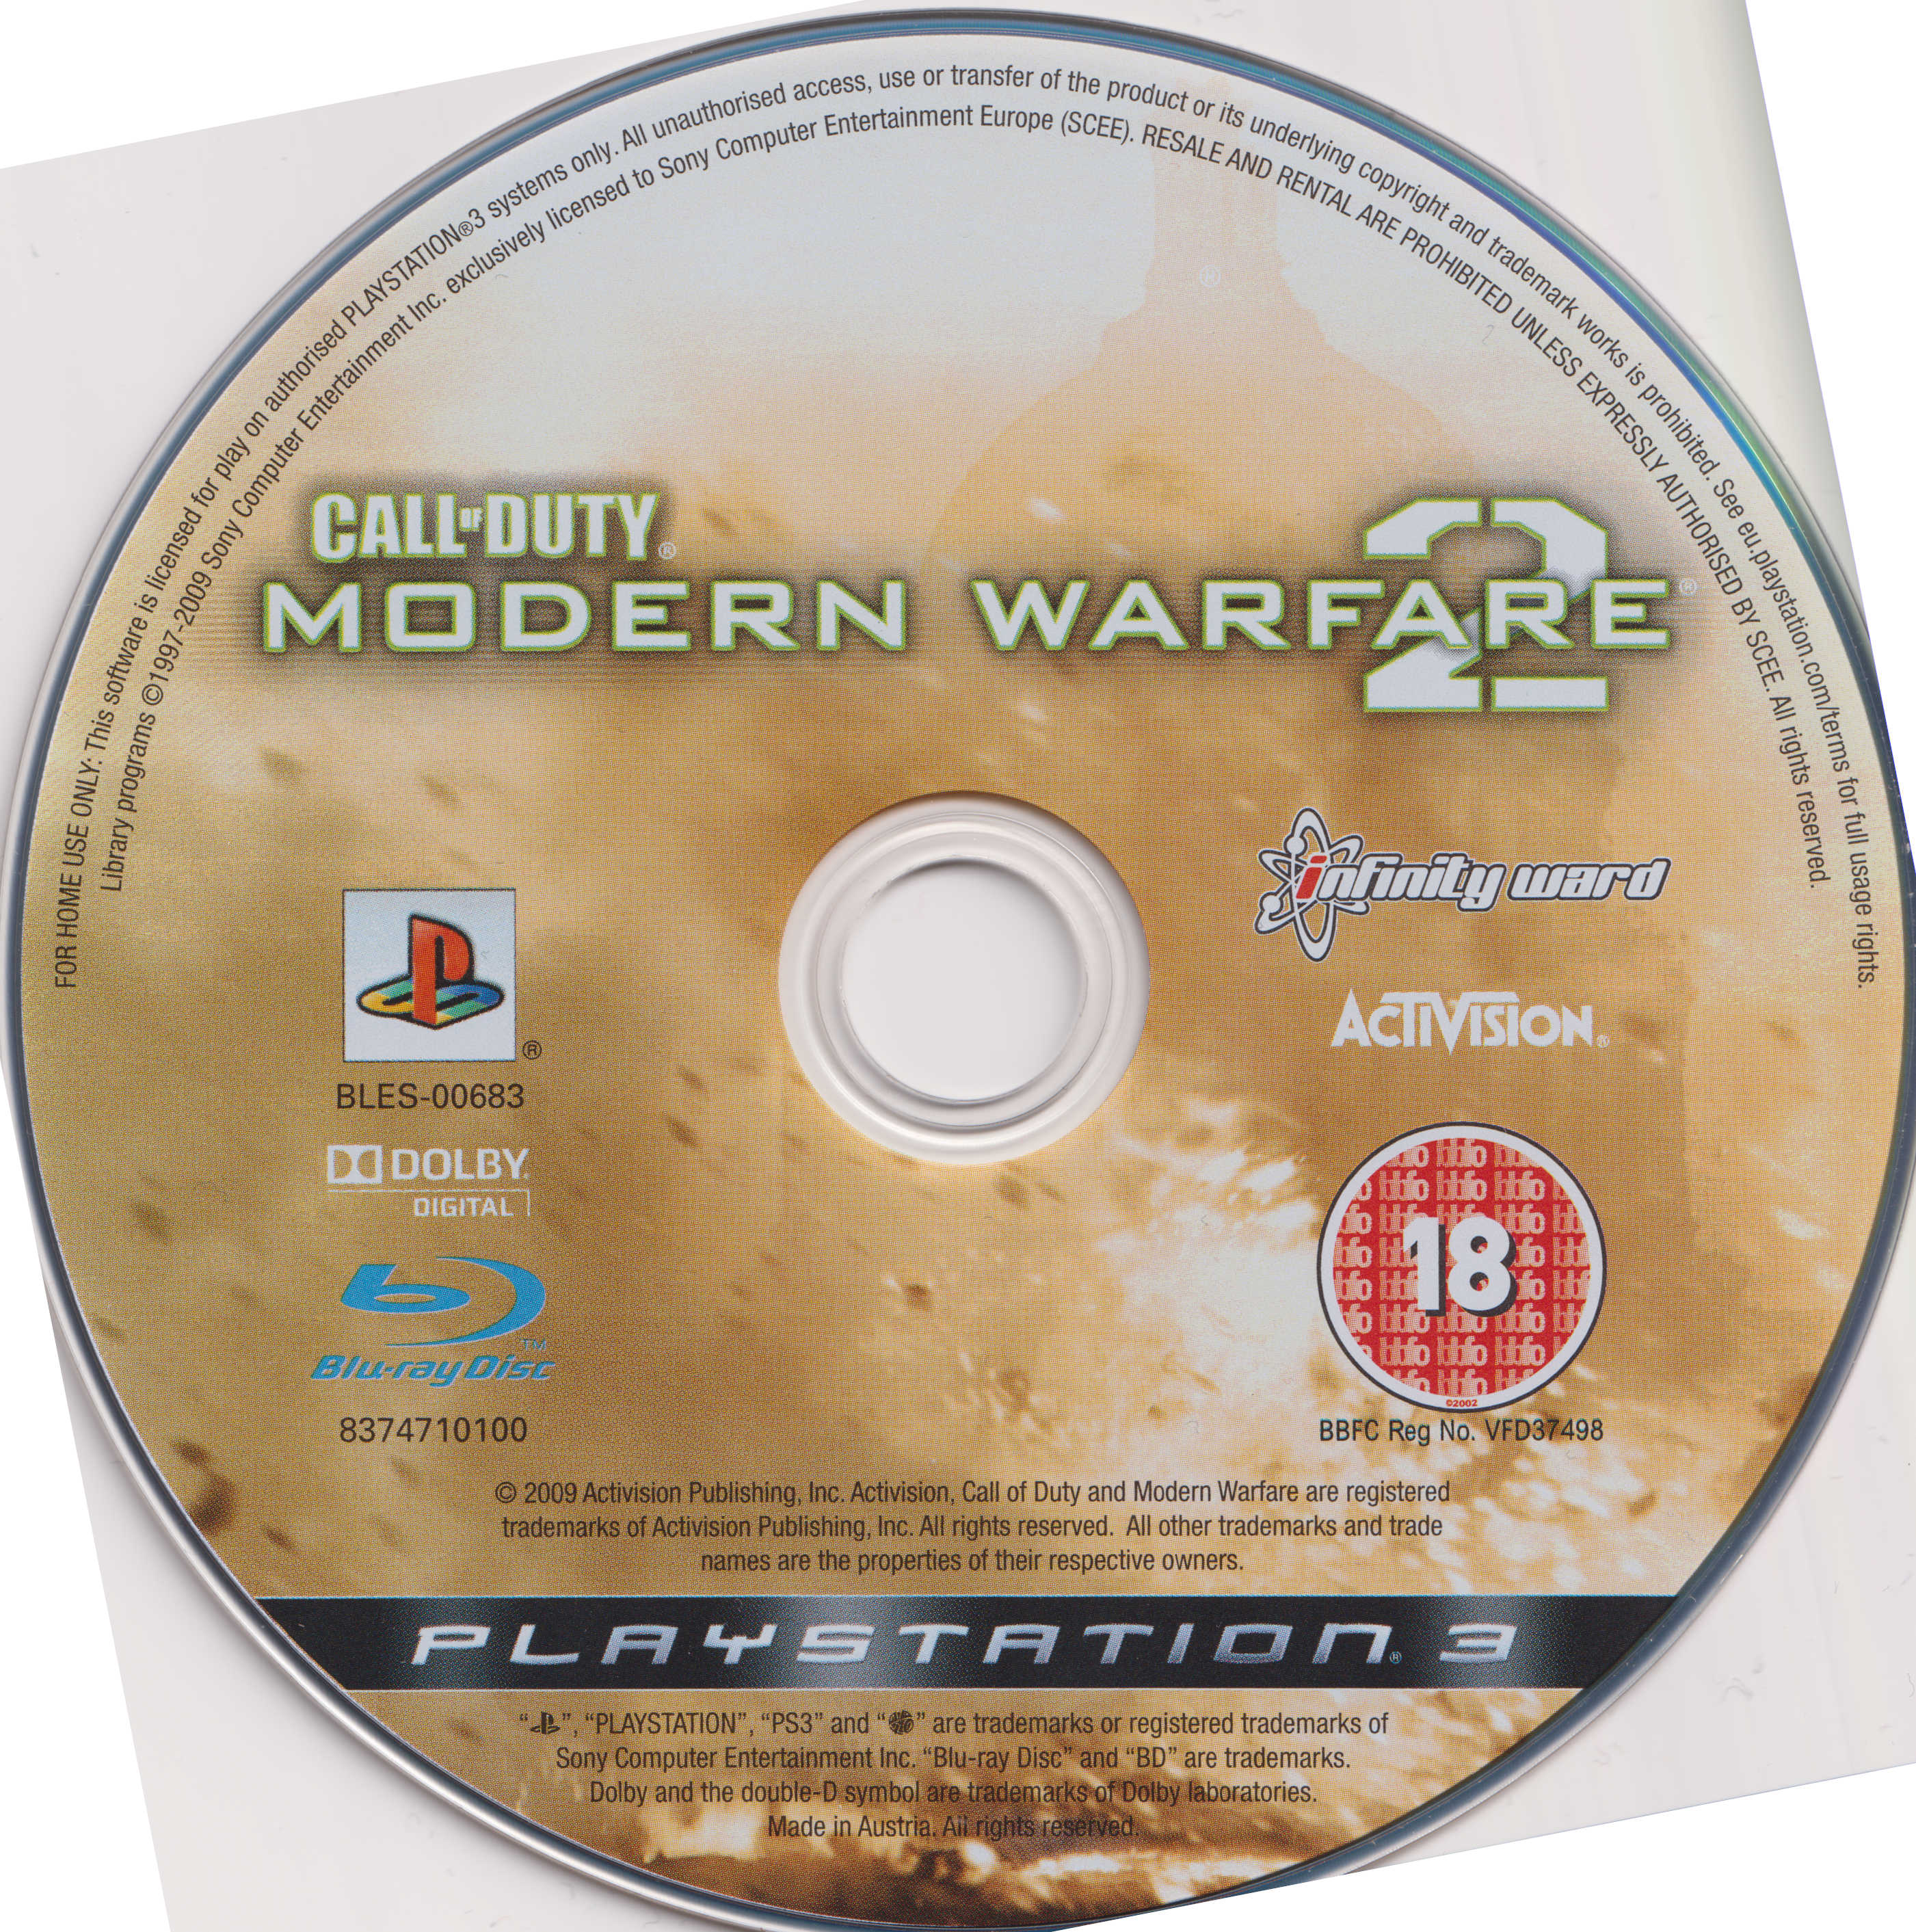 FOR HOME USE ONLY: This software is licensed for play on authorised PLAYSTATION®3 systems only. All unauthorised access, use or transfer of the product or its underlying copyright and trademark works is prohibited. See eu.playstation.com/terms for full usage rights.
Library programs ©1997-2009 Sony Computer Entertainment Inc. exclusively licensed to Sony Computer Entertainment Europe (SCEE). RESALE AND RENTAL ARE PROHIBITED UNLESS EXPRESSLY AUTHORISED BY SCEE. All rights reserved.
CALL OF DUTY®
MODERN WARFARE®
2
infinity ward
ACTIVISION®
®
BLES-00683
DOLBY
DIGITAL
Blu-ray Disc™
8374710100
18
©2002
BBFC Reg No. VFD37498
© 2009 Activision Publishing, Inc. Activision, Call of Duty and Modern Warfare are registered
trademarks of Activision Publishing, Inc. All rights reserved. All other trademarks and trade
names are the properties of their respective owners.
PLAYSTATION®3
“ ”, “PLAYSTATION”, “PS3” and “ ” are trademarks or registered trademarks of
Sony Computer Entertainment Inc. “Blu-ray Disc” and “BD” are trademarks.
Dolby and the double-D symbol are trademarks of Dolby laboratories.
Made in Austria. All rights reserved.